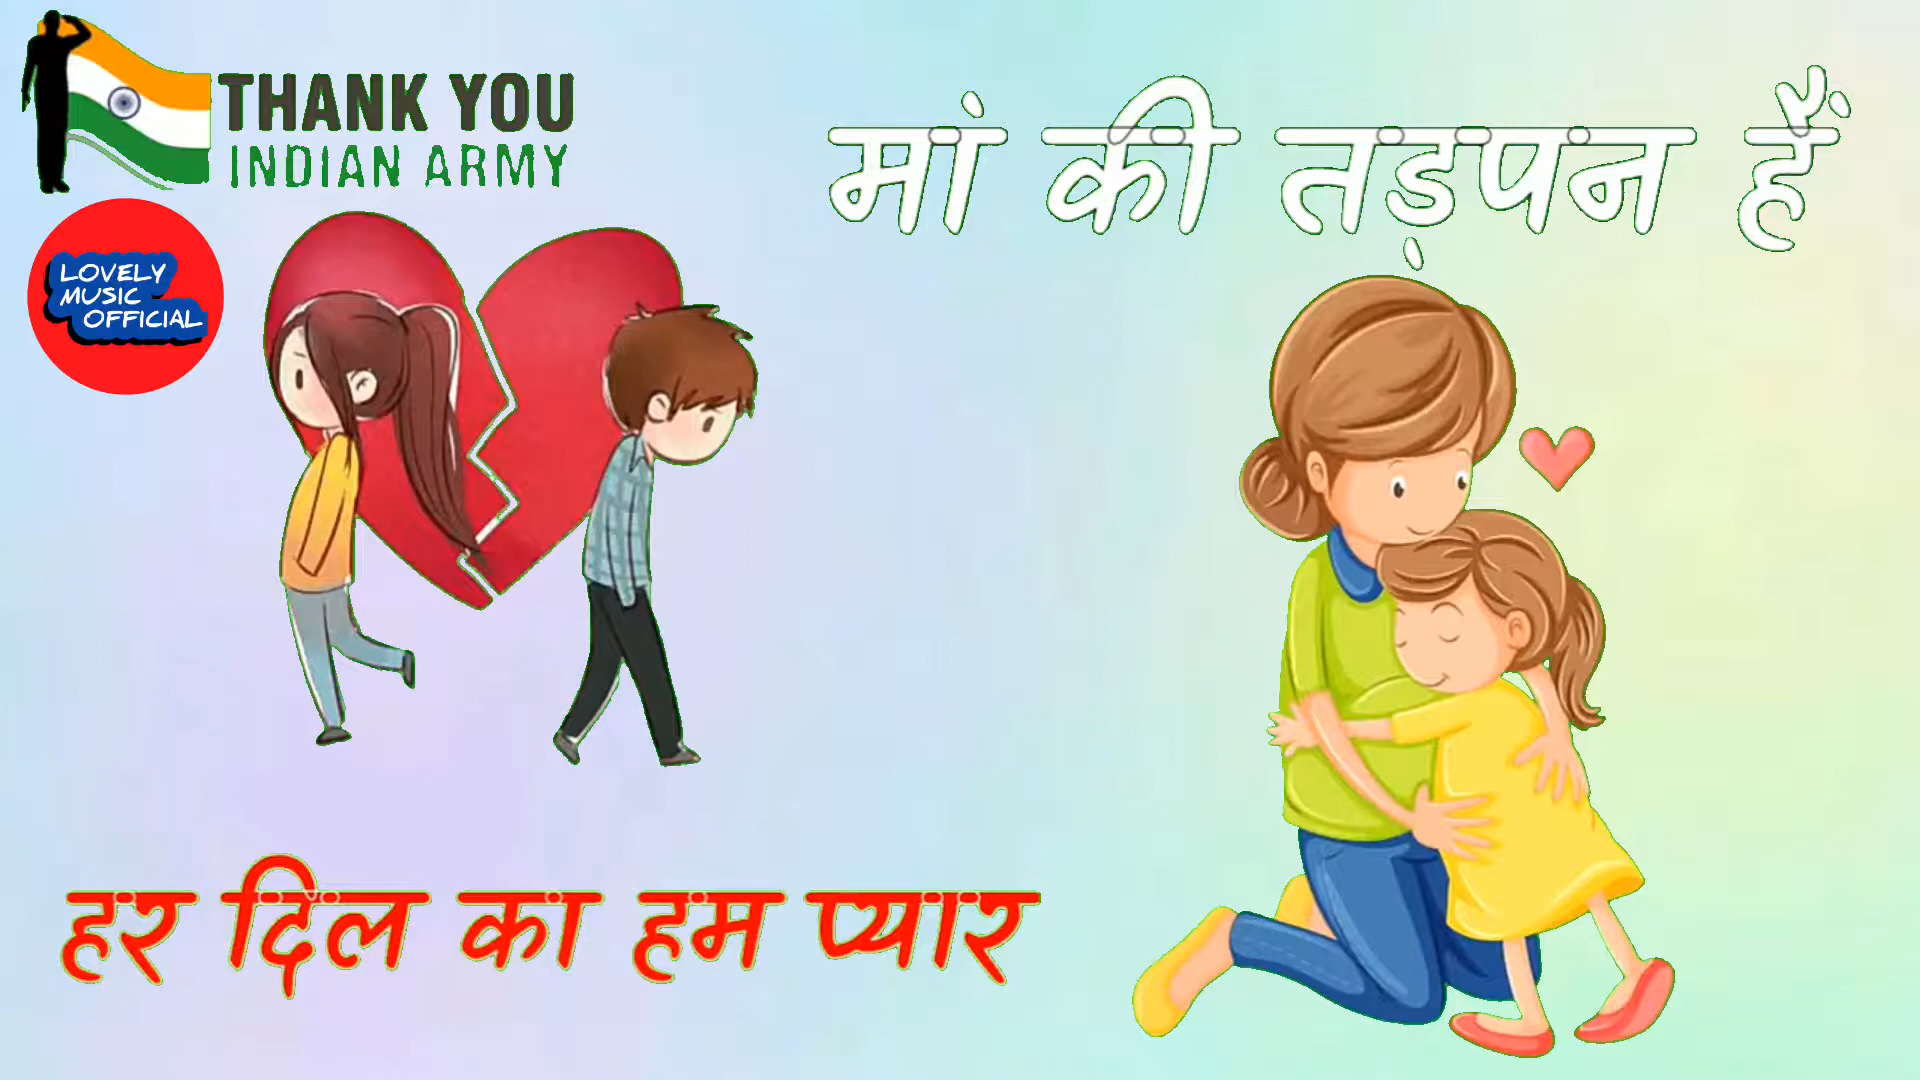 THANK YOU
INDIAN ARMY
LOVELY
MUSIC
OFFICIAL
मां की तड़पन हैं
हर दिल का हम प्यार